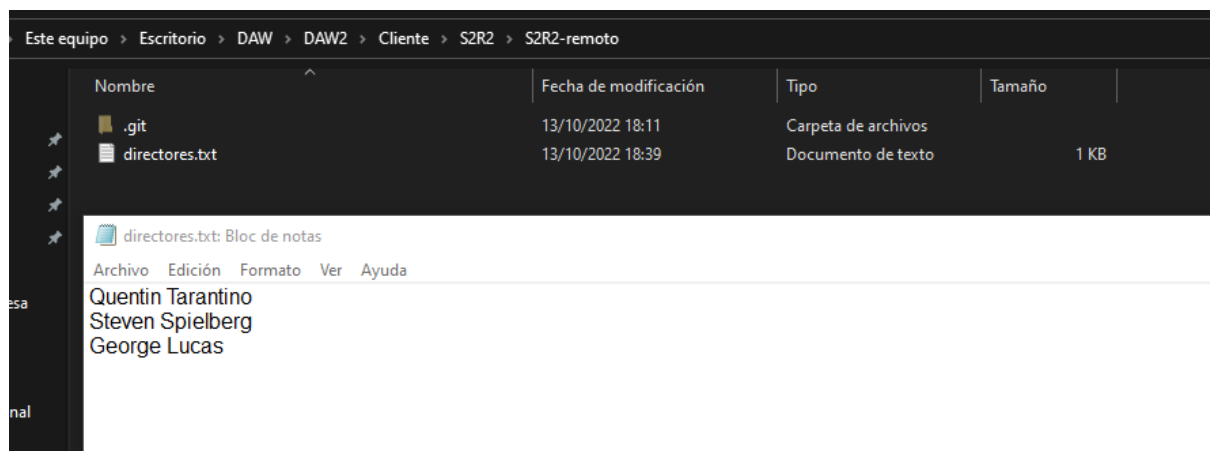 Este equipo > Escritorio > DAW > DAW2 > Cliente > S2R2 > S2R2-remoto
Nombre Fecha de modificación Tipo Tamaño
.git 13/10/2022 18:11 Carpeta de archivos
directores.txt 13/10/2022 18:39 Documento de texto 1 KB
directores.txt: Bloc de notas
Archivo Edición Formato Ver Ayuda
esa
Quentin Tarantino
Steven Spielberg
George Lucas
nal